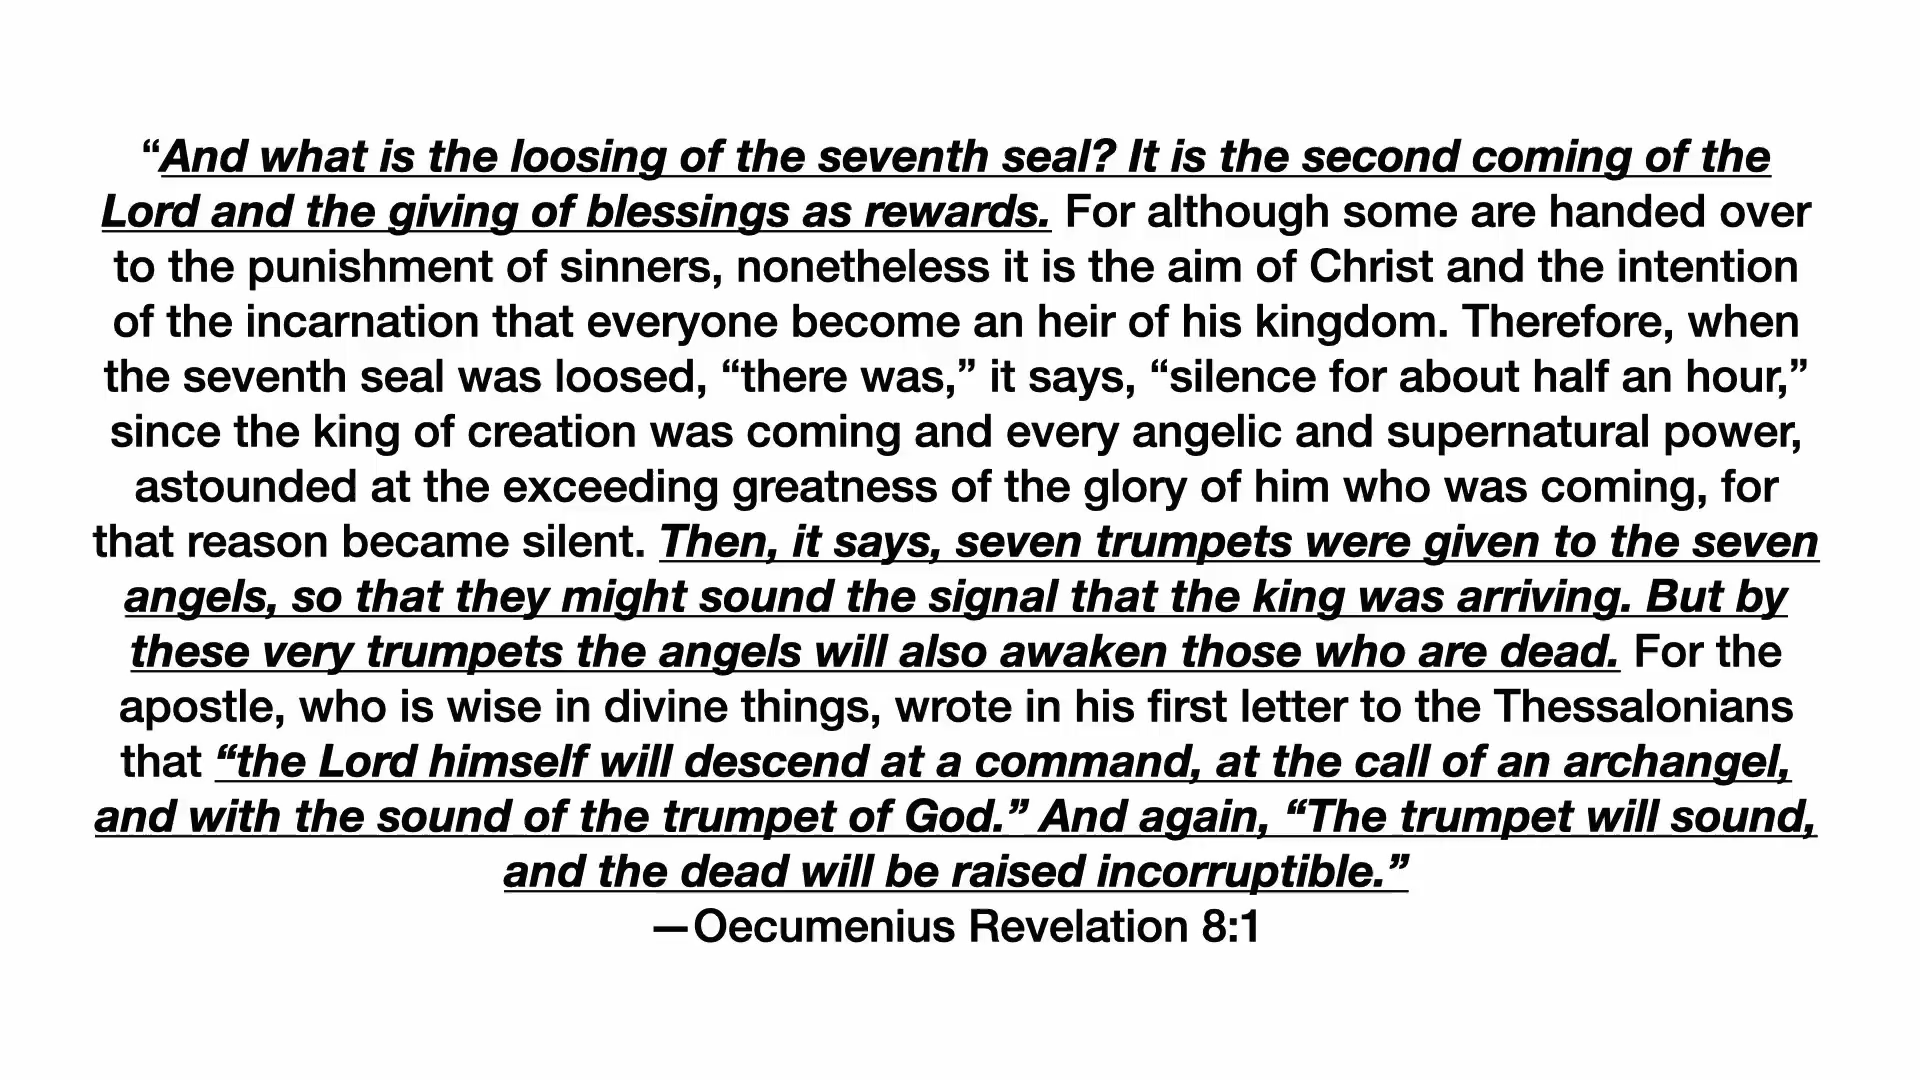 “And what is the loosing of the seventh seal? It is the second coming of the
Lord and the giving of blessings as rewards. For although some are handed over
to the punishment of sinners, nonetheless it is the aim of Christ and the intention
of the incarnation that everyone become an heir of his kingdom. Therefore, when
the seventh seal was loosed, “there was,” it says, “silence for about half an hour,”
since the king of creation was coming and every angelic and supernatural power,
astounded at the exceeding greatness of the glory of him who was coming, for
that reason became silent. Then, it says, seven trumpets were given to the seven
angels, so that they might sound the signal that the king was arriving. But by
these very trumpets the angels will also awaken those who are dead. For the
apostle, who is wise in divine things, wrote in his first letter to the Thessalonians
that “the Lord himself will descend at a command, at the call of an archangel,
and with the sound of the trumpet of God.” And again, “The trumpet will sound,
and the dead will be raised incorruptible.”
—Oecumenius Revelation 8:1